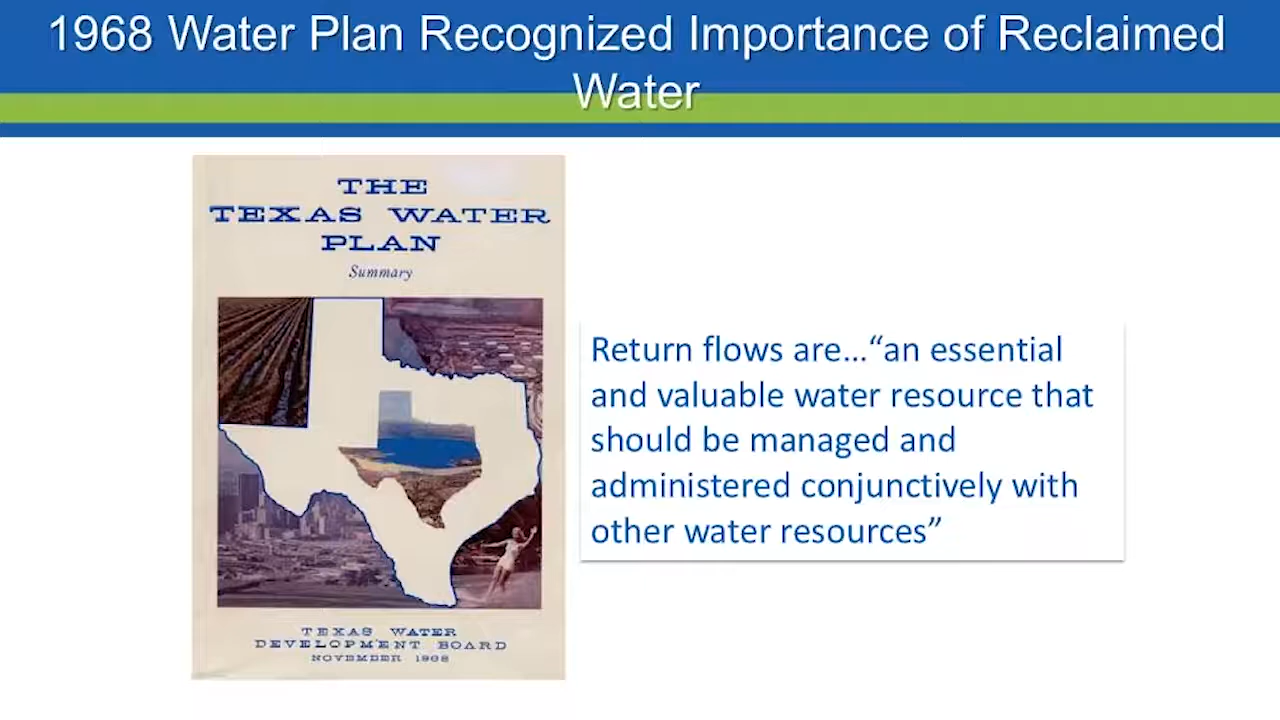 1968 Water Plan Recognized Importance of Reclaimed
Water
THE
TEXAS WATER
PLAN
Summary
Return flows are…“an essential
and valuable water resource that
should be managed and
administered conjunctively with
other water resources”
TEXAS WATER
DEVELOPMENT BOARD
NOVEMBER 1968